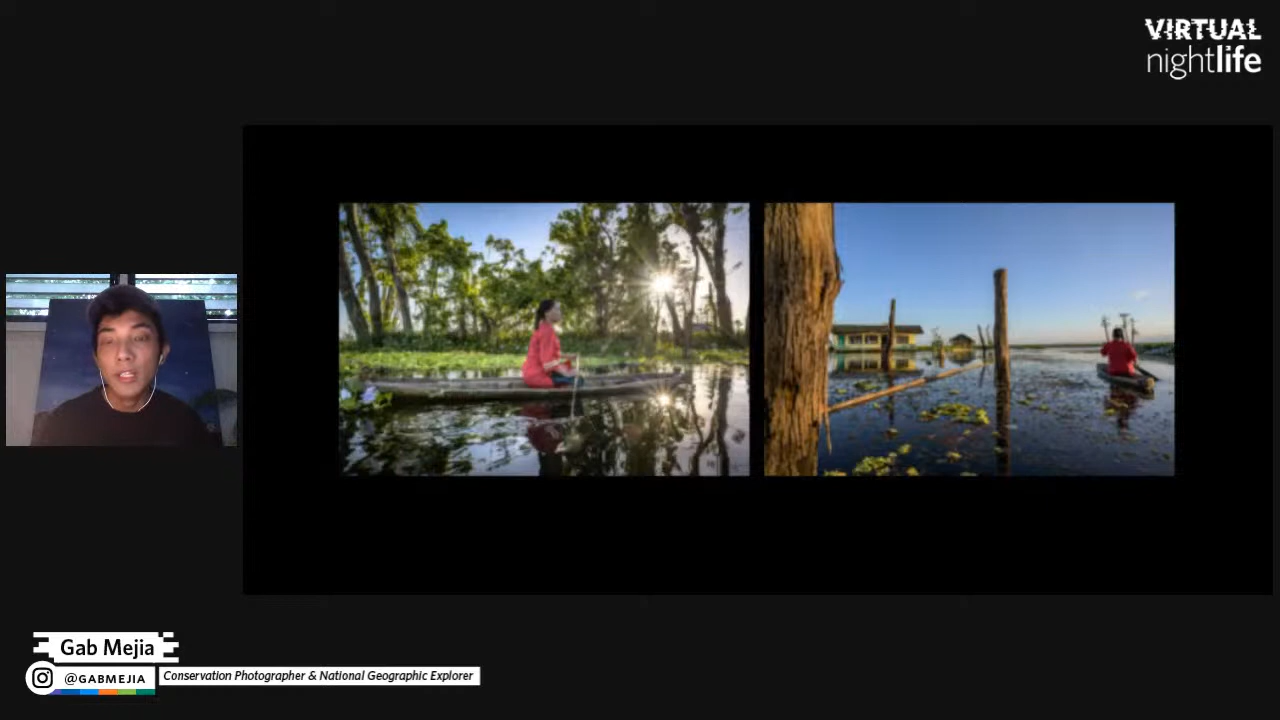 VIRTUAL
nightlife
Gab Mejia
@GABMEJIA
Conservation Photographer & National Geographic Explorer